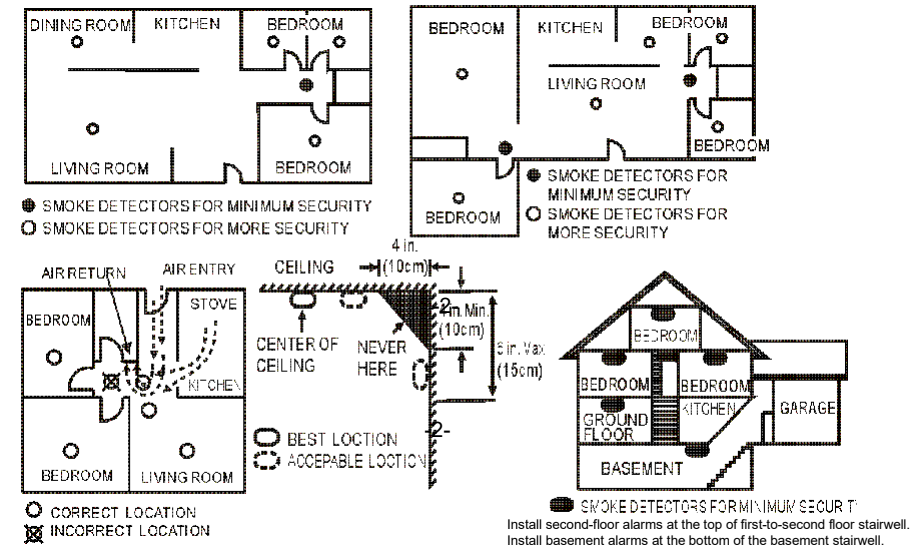 DINING ROOM
KITCHEN
BEDROOM
LIVING ROOM
BEDROOM
SMOKE DETECTORS FOR MINIMUM SECURITY
SMOKE DETECTORS FOR MORE SECURITY
BEDROOM
KITCHEN
BEDROOM
LIVING ROOM
BEDROOM
BEDROOM
SMOKE DETECTORS FOR
MINIMUM SECURITY
SMOKE DETECTORS FOR
MORE SECURITY
AIR RETURN
AIR ENTRY
STOVE
BEDROOM
KITCHEN
BEDROOM
LIVING ROOM
CORRECT LOCATION
INCORRECT LOCATION
CEILING
4 in.
(10cm)
CENTER OF
CEILING
NEVER
HERE
in. Min.
(10cm)
in. Max
(15cm)
BEST LOCTION
ACCEPABLE LOCTION
-2-
BEDROOM
BEDROOM
BEDROOM
GROUND
FLOOR
KITCHEN
GARAGE
BASEMENT
SMOKE DETECTORS FOR MINIMUM SECURITY
Install second-floor alarms at the top of first-to-second floor stairwell.
Install basement alarms at the bottom of the basement stairwell.